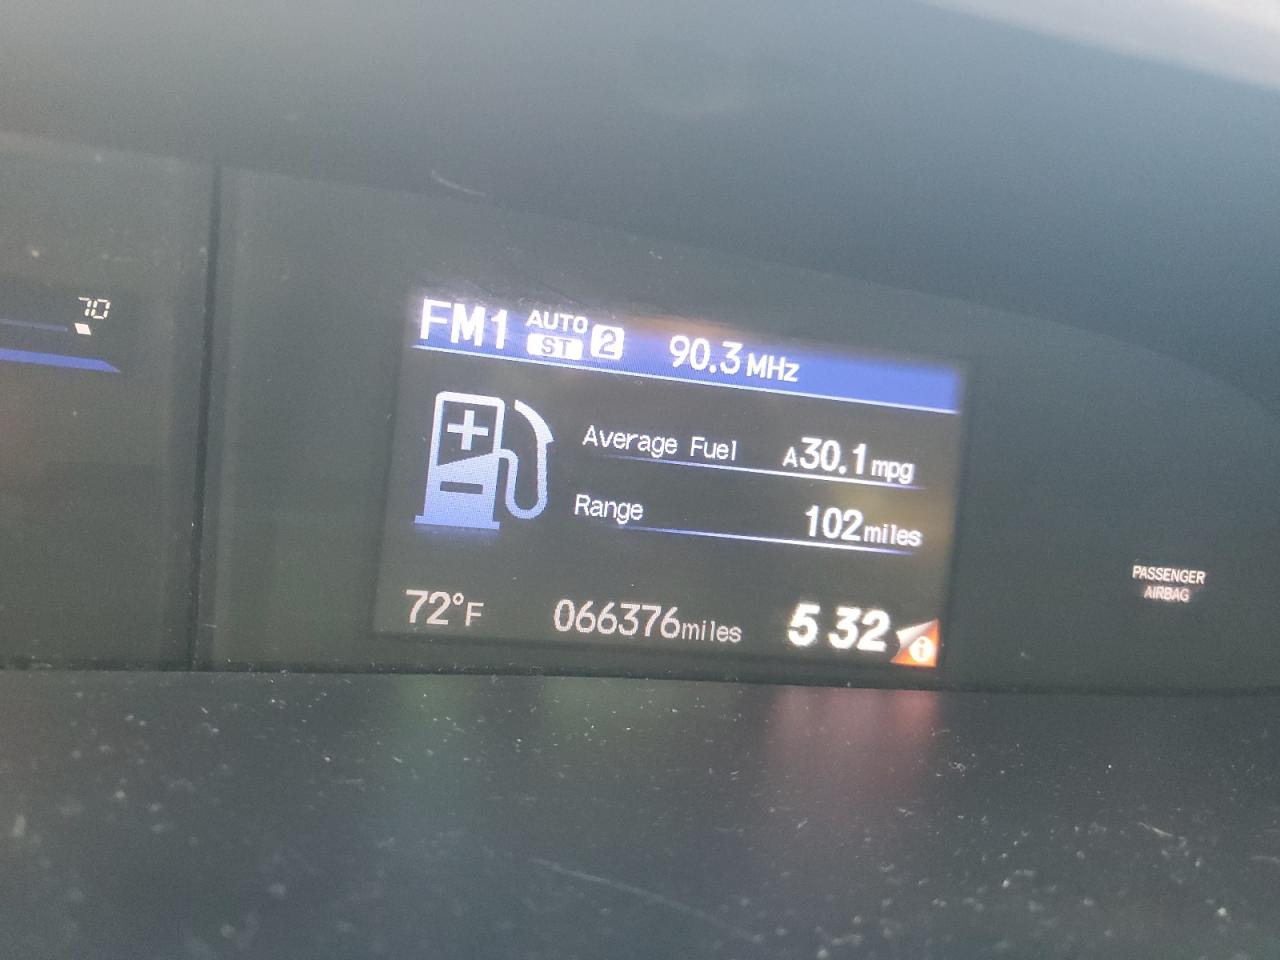 70
FM1 AUTO ST 2 90.3 MHz
Average Fuel A30.1 mpg
Range 102 miles
72°F 066376 miles 5 32 i
PASSENGER
AIRBAG